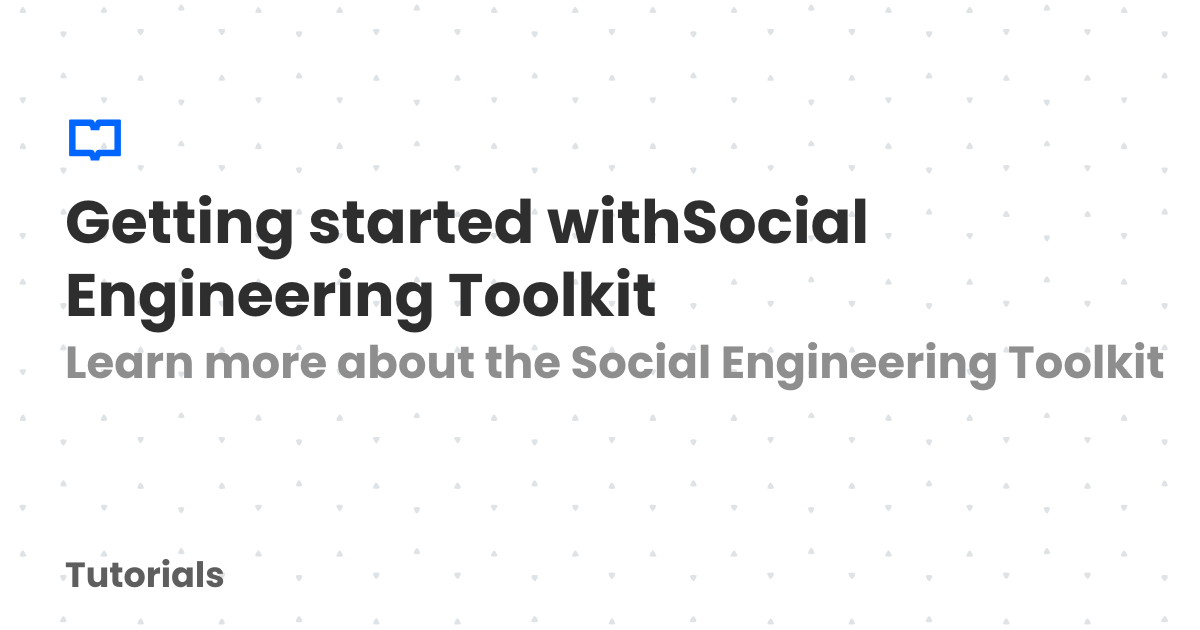 Getting started withSocial
Engineering Toolkit
Learn more about the Social Engineering Toolkit
Tutorials